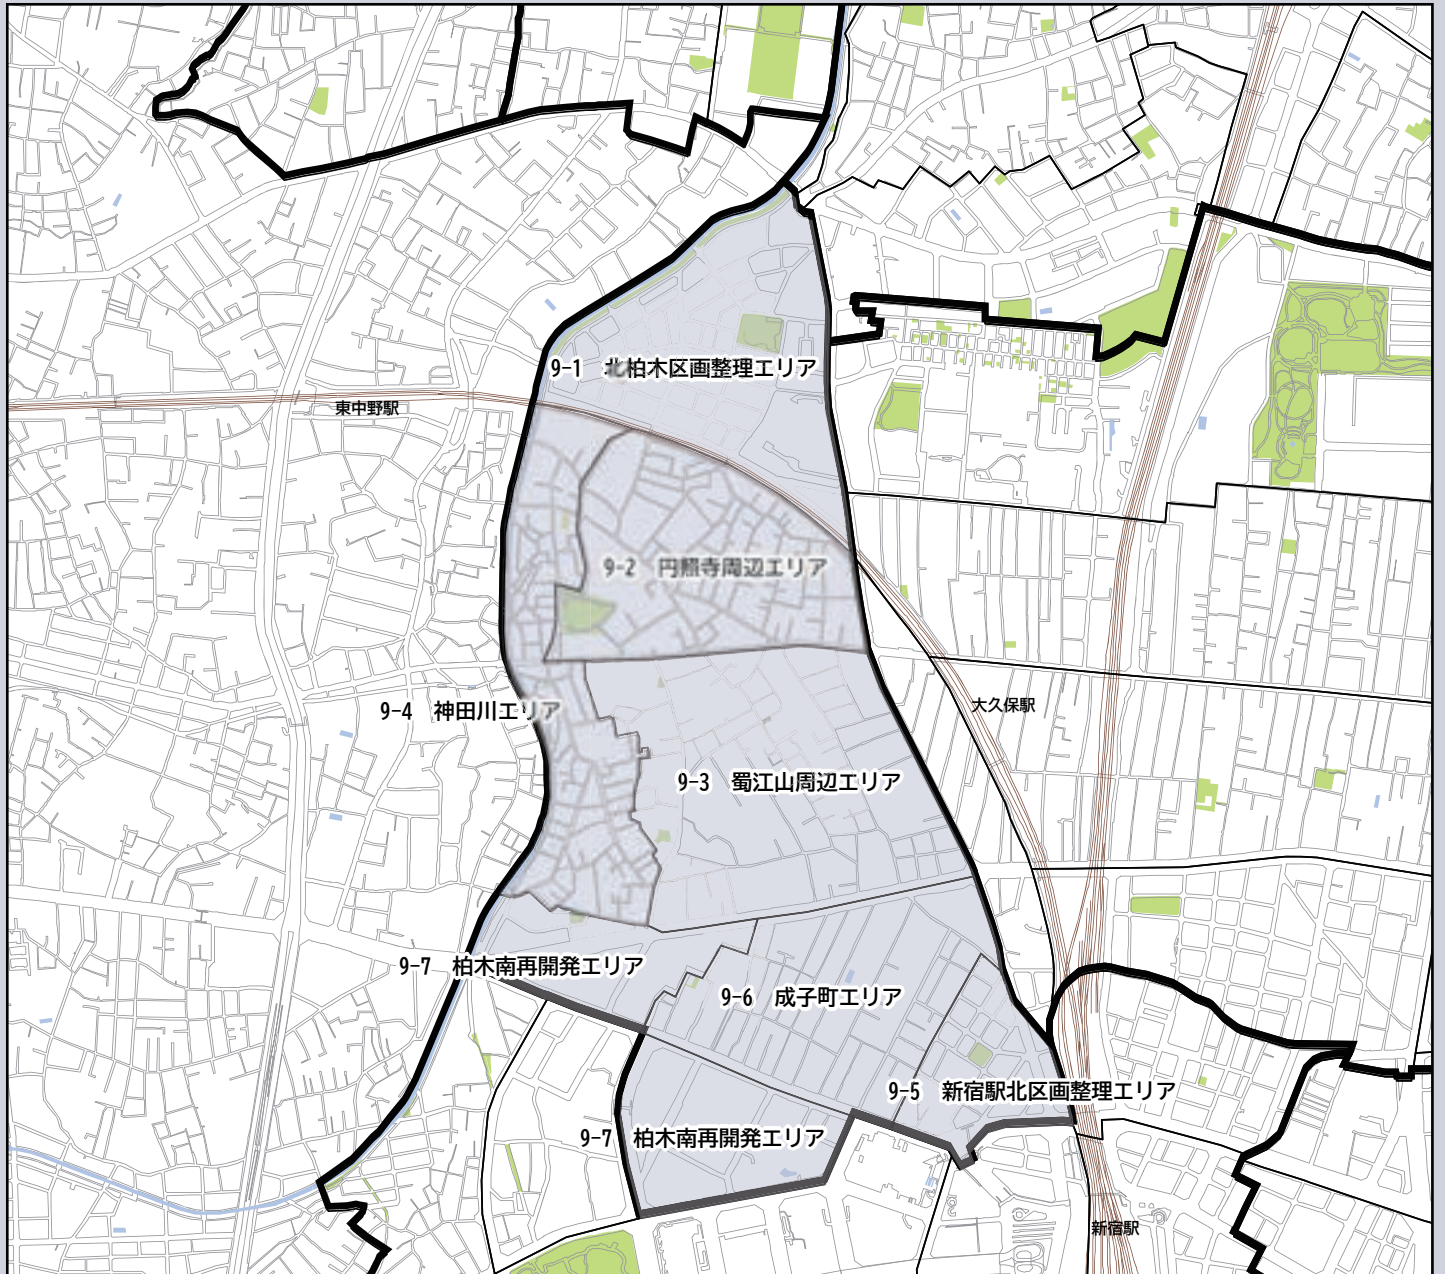 9-1　北柏木区画整理エリア
東中野駅
9-2　円照寺周辺エリア
大久保駅
9-4　神田川エリア
9-3　蜀江山周辺エリア
9-7　柏木南再開発エリア
9-6　成子町エリア
9-5　新宿駅北区画整理エリア
9-7　柏木南再開発エリア
新宿駅